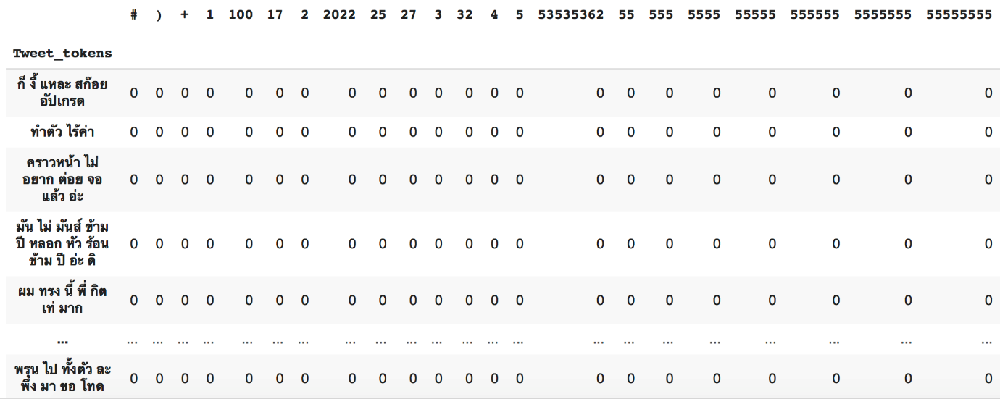 # ) + 1 100 17 2 2022 25 27 3 32 4 5 53535362 55 555 5555 55555 555555 5555555 55555555
Tweet_tokens
ก็ งี้ แหละ สก๊อย
อัปเกรด
0 0 0 0 0 0 0 0 0 0 0 0 0 0 0 0 0 0 0 0 0 0
ทำตัว ไร้ค่า
0 0 0 0 0 0 0 0 0 0 0 0 0 0 0 0 0 0 0 0 0 0
คราวหน้า ไม่
อยาก ต่อย จอ
แล้ว อ่ะ
0 0 0 0 0 0 0 0 0 0 0 0 0 0 0 0 0 0 0 0 0 0
มัน ไม่ มันส์ ข้าม
ปี หลอก หัว ร้อน
ข้าม ปี อ่ะ ดิ
0 0 0 0 0 0 0 0 0 0 0 0 0 0 0 0 0 0 0 0 0 0
ผม ทรง นี้ พี่ กิต
เท่ มาก
0 0 0 0 0 0 0 0 0 0 0 0 0 0 0 0 0 0 0 0 0 0
... ... ... ... ... ... ... ... ... ... ... ... ... ... ... ... ... ... ... ... ... ... ...
พรุน ไป ทั้งตัว ละ
พึง มา ขอ โทด
0 0 0 0 0 0 0 0 0 0 0 0 0 0 0 0 0 0 0 0 0 0